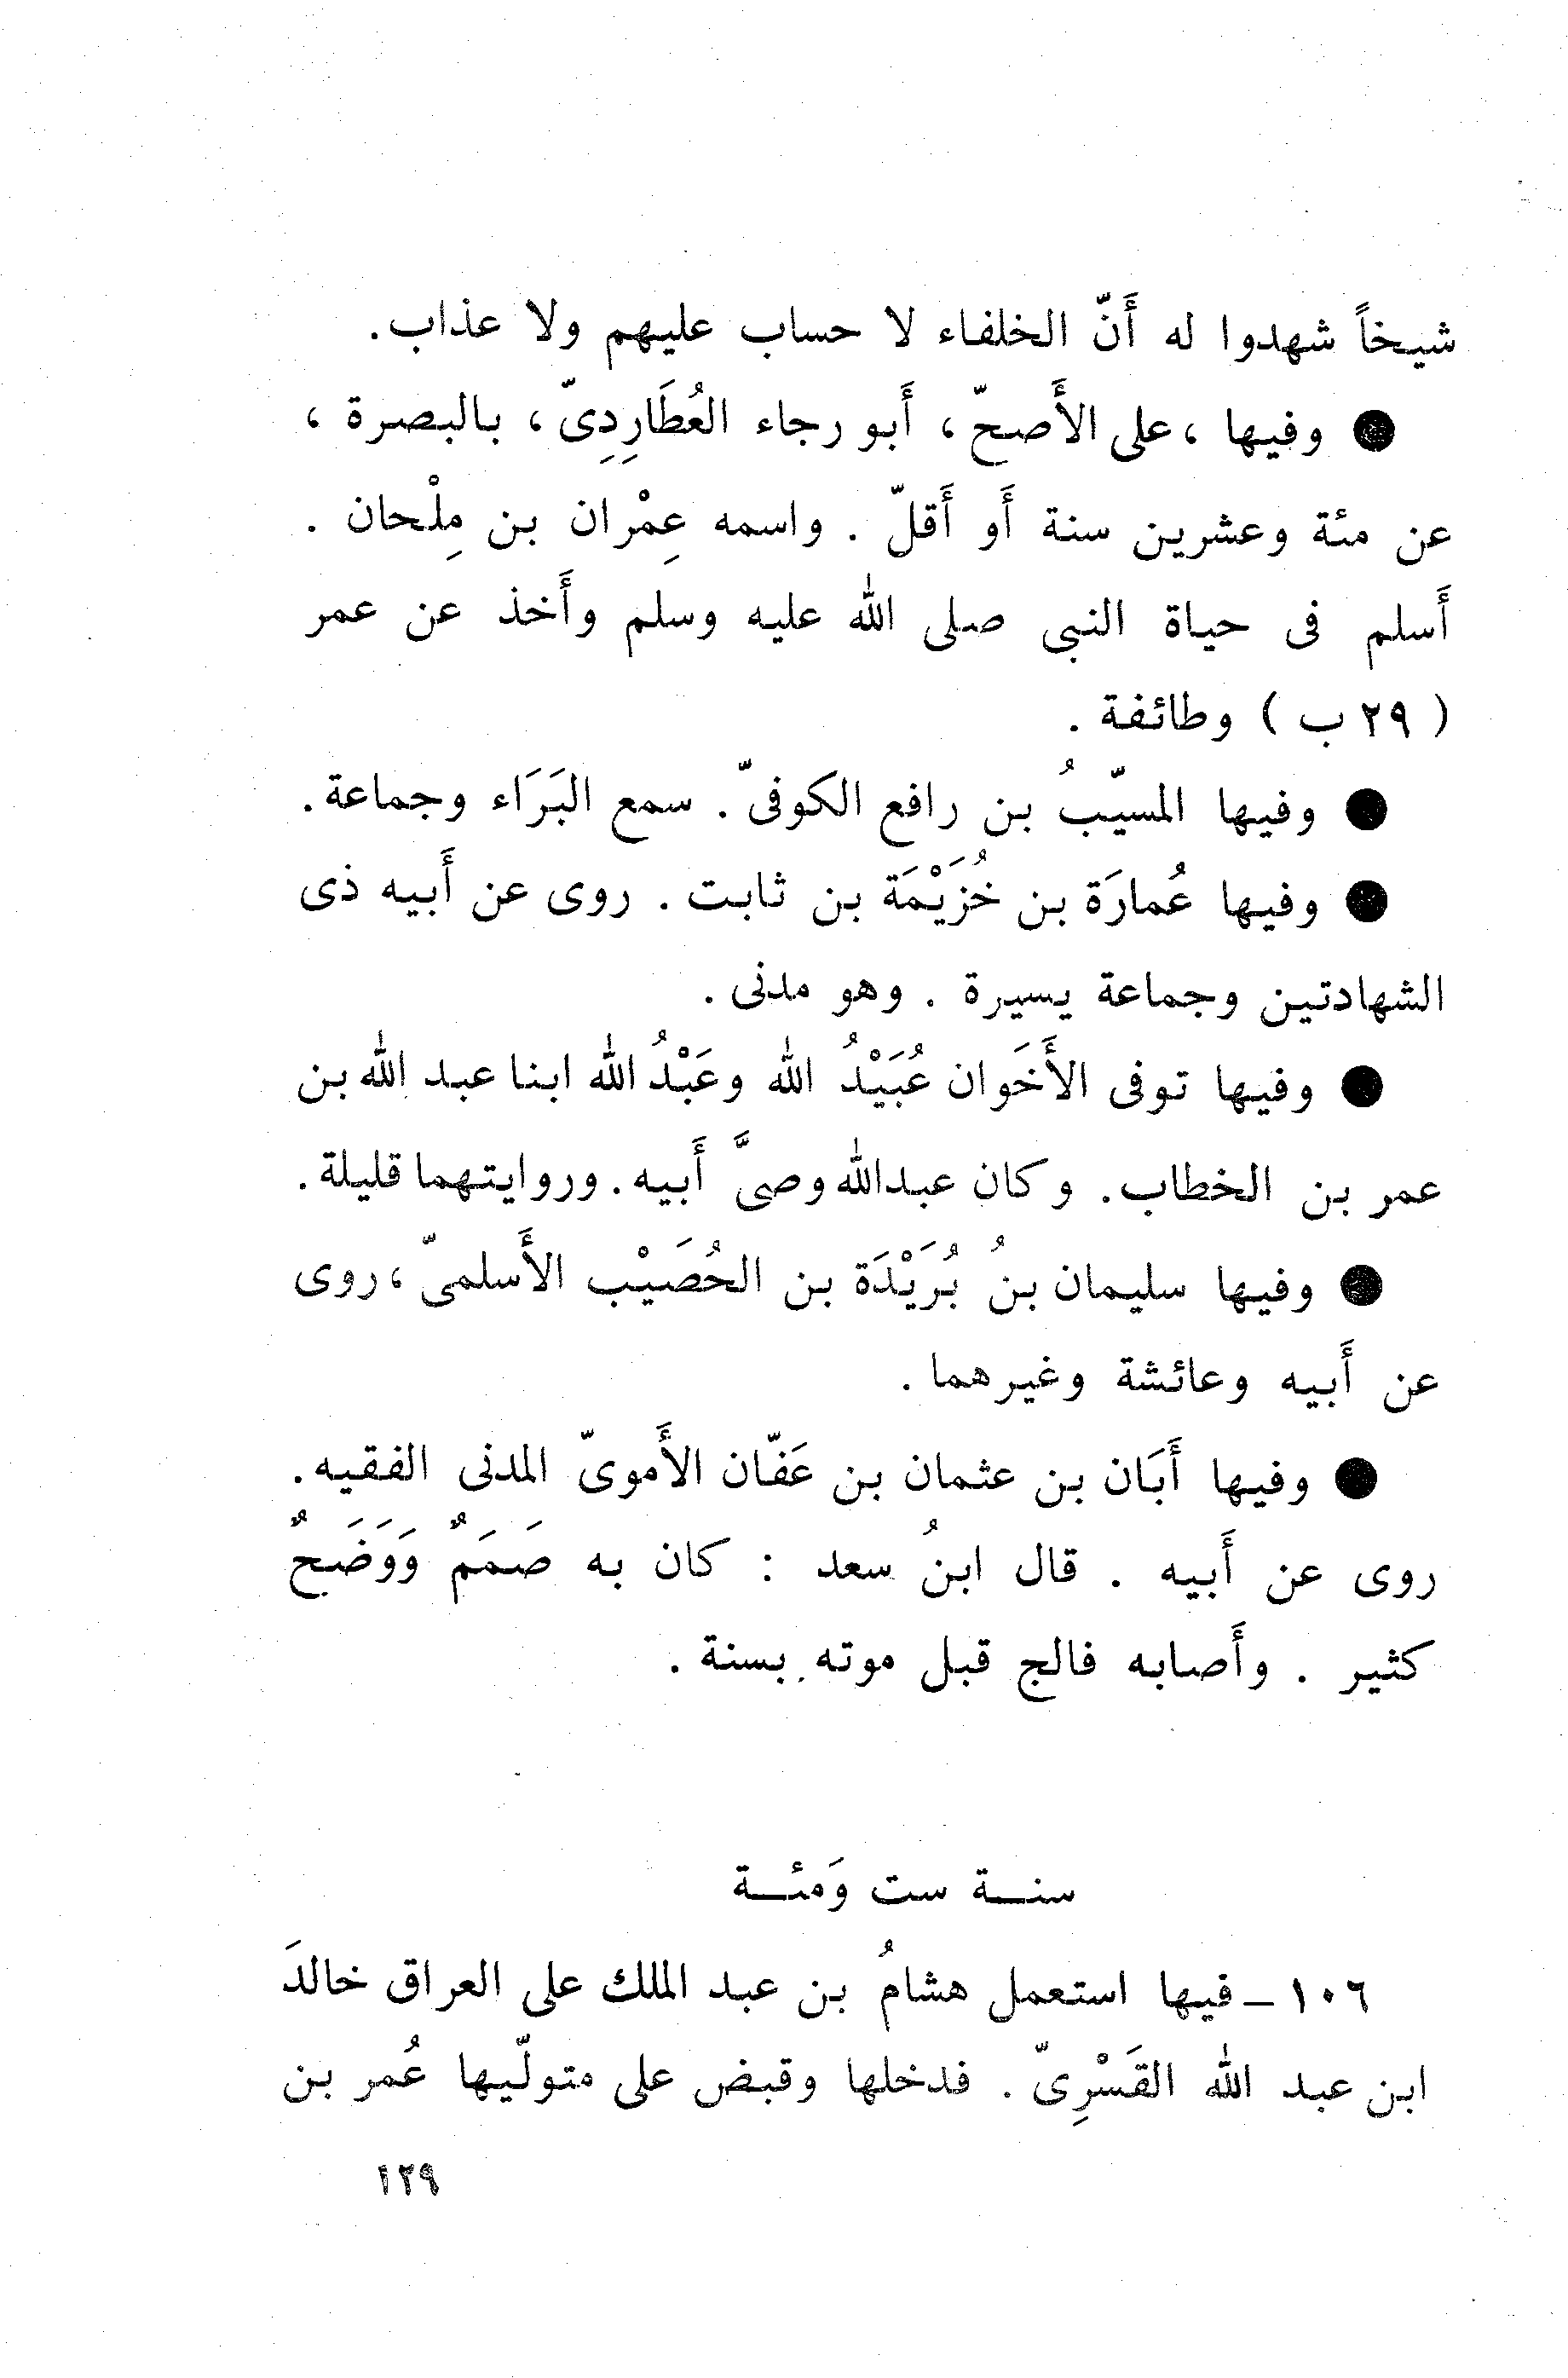 شيخاً شهدوا له أَنّ الخلفاء لا حساب عليهم ولا عذاب.
● وفيها ، على الأَصحّ ، أَبو رجاء العُطَارِدِىّ ، بالبصرة ،
عن مئة وعشرين سنة أَو أَقلّ . واسمه عِمْران بن مِلْحان .
أَسلم فى حياة النبى صلى الله عليه وسلم وأَخذ عن عمر
( ٢٩ ب ) وطائفة .
● وفيها المسيّبُ بن رافع الكوفىّ . سمع البَرَاء وجماعة .
● وفيها عُمارَة بن خُزَيْمَة بن ثابت . روى عن أَبيه ذى
الشهادتين وجماعة يسيرة . وهو مدنى .
● وفيها توفى الأَخَوان عُبَيْدُ الله وعَبْدُ الله ابنا عبد الله بن
عمر بن الخطاب . وكان عبدالله وصىَّ أَبيه . وروايتهما قليلة .
● وفيها سليمان بنُ بُرَيْدَة بن الحُصَيْب الأَسلمىّ ، روى
عن أَبيه وعائشة وغيرهما .
● وفيها أَبَان بن عثمان بن عَفّان الأَموىّ المدنى الفقيه .
روى عن أَبيه . قال ابنُ سعد : كان به صَمَمٌ وَوَضَحٌ
كثير . وأَصابه فالج قبل موته بسنة .
سنـة ست وَمئـة
١٠٦ – فيها استعمل هشامُ بن عبد الملك على العراق خالدَ
ابن عبد الله القَسْرِىّ . فدخلها وقبض على متولّيها عُمر بن
١٢٩